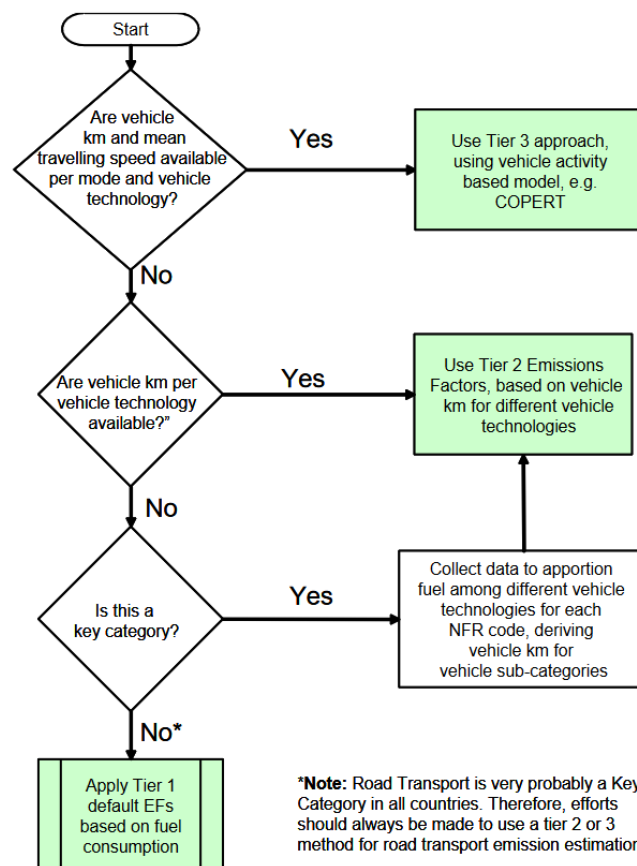 Start
Are vehicle
km and mean
travelling speed available
per mode and vehicle
technology?
Yes
Use Tier 3 approach,
using vehicle activity
based model, e.g.
COPERT
No
Are vehicle km per
vehicle technology
available?”
Yes
Use Tier 2 Emissions
Factors, based on vehicle
km for different vehicle
technologies
No
Is this a
key category?
Yes
Collect data to apportion
fuel among different vehicle
technologies for each
NFR code, deriving
vehicle km for
vehicle sub-categories
No*
Apply Tier 1
default EFs
based on fuel
consumption
*Note: Road Transport is very probably a Key
Category in all countries. Therefore, efforts
should always be made to use a tier 2 or 3
method for road transport emission estimation